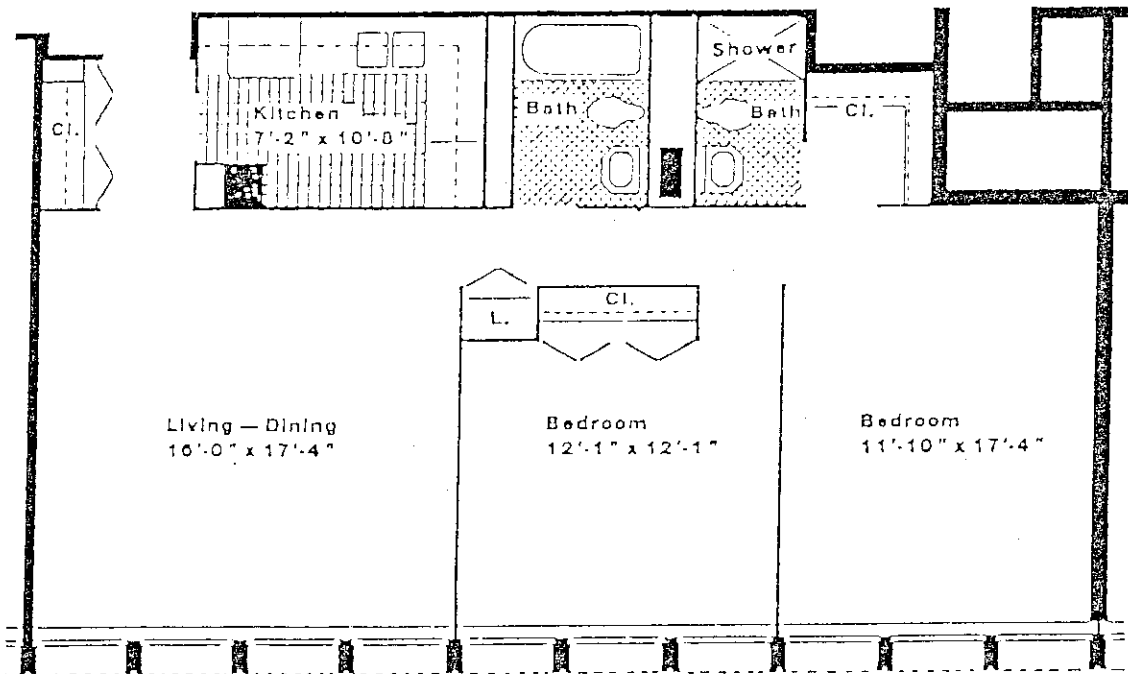 Shower
Kitchen
7'-2" x 10'-8"
Bath
Bath
Cl.
Cl.
Cl.
L.
Living — Dining
16'-0" x 17'-4"
Bedroom
12'-1" x 12'-1"
Bedroom
11'-10" x 17'-4"